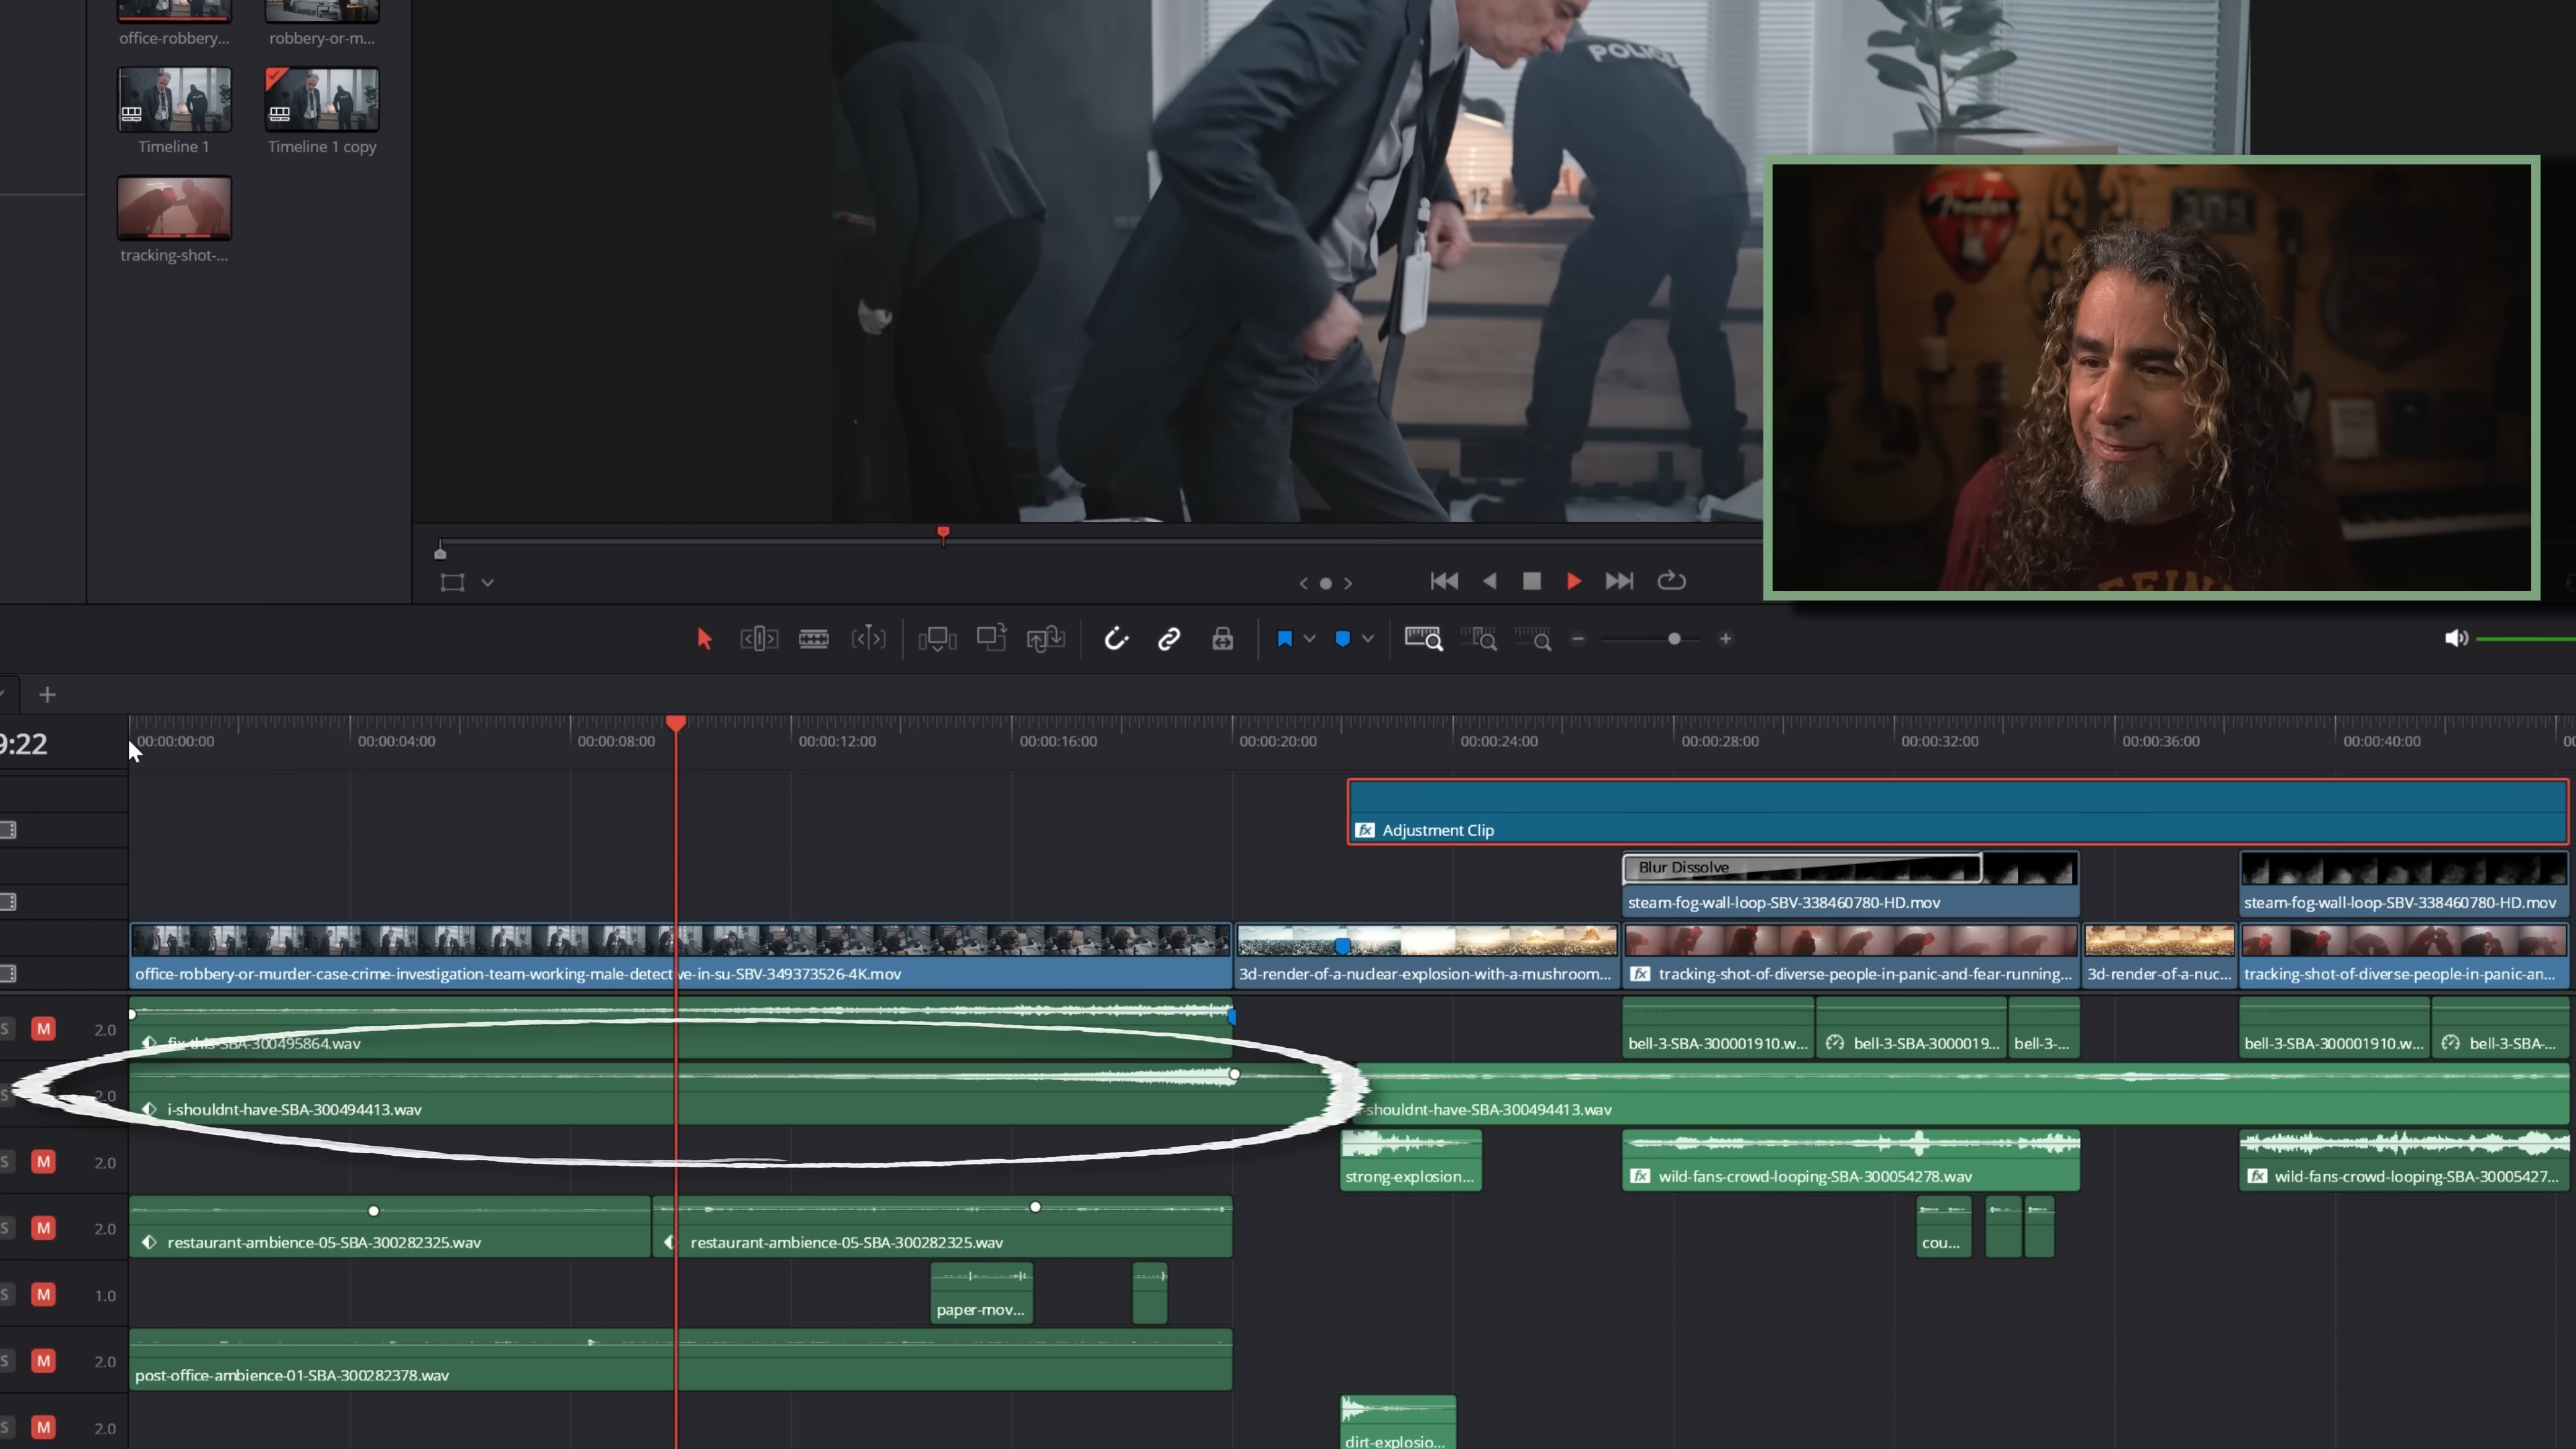 office-robbery...
robbery-or-m...
POLICE
12
Timeline 1
Timeline 1 copy
tracking-shot-...
Fender
9:22
00:00:00:00
00:00:04:00
00:00:08:00
00:00:12:00
00:00:16:00
00:00:20:00
00:00:24:00
00:00:28:00
00:00:32:00
00:00:36:00
00:00:40:00
fx Adjustment Clip
Blur Dissolve
steam-fog-wall-loop-SBV-338460780-HD.mov
steam-fog-wall-loop-SBV-338460780-HD.mov
office-robbery-or-murder-case-crime-investigation-team-working-male-detective-in-su-SBV-349373526-4K.mov
3d-render-of-a-nuclear-explosion-with-a-mushroom...
fx tracking-shot-of-diverse-people-in-panic-and-fear-running...
3d-render-of-a-nuc...
tracking-shot-of-diverse-people-in-panic-an...
S M 2.0
fix-this-SBA-300495864.wav
bell-3-SBA-300001910.w...
bell-3-SBA-3000019...
bell-3-...
bell-3-SBA-300001910.w...
bell-3-SBA-...
S 2.0
i-shouldnt-have-SBA-300494413.wav
i-shouldnt-have-SBA-300494413.wav
S M 2.0
strong-explosion...
fx wild-fans-crowd-looping-SBA-300054278.wav
fx wild-fans-crowd-looping-SBA-30005427...
S M 2.0
restaurant-ambience-05-SBA-300282325.wav
restaurant-ambience-05-SBA-300282325.wav
cou...
S M 1.0
paper-mov...
S M 2.0
post-office-ambience-01-SBA-300282378.wav
S M 2.0
dirt-explosio...